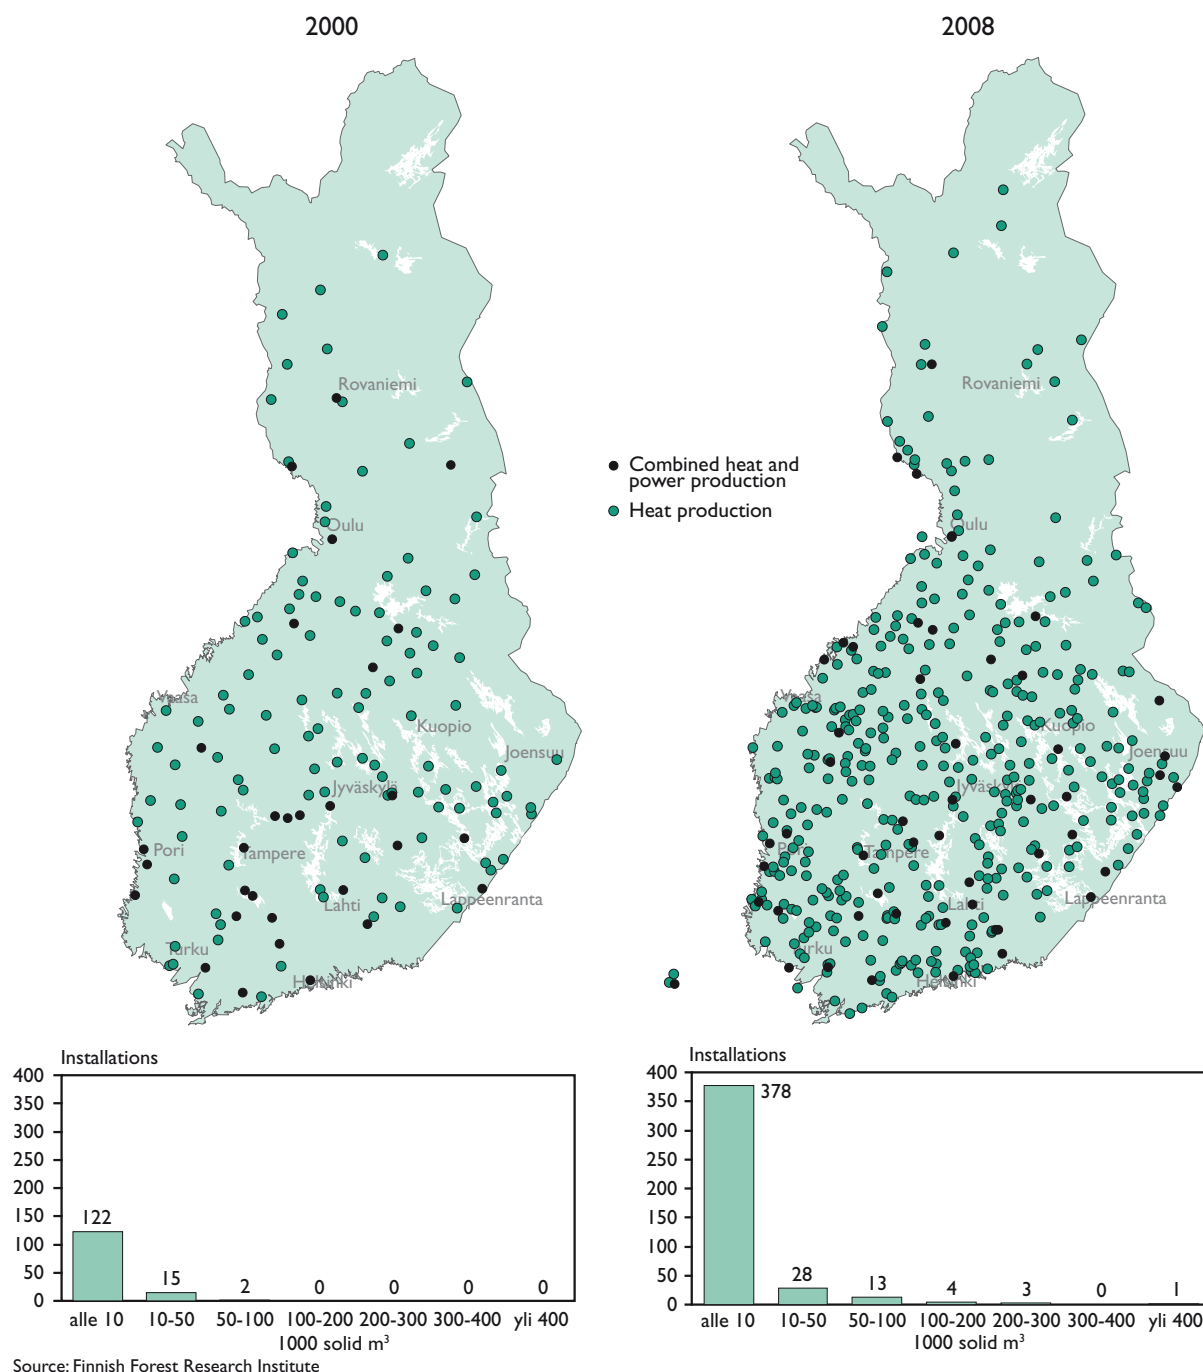 2000
2008
Rovaniemi
Oulu
Vaasa
Kuopio
Joensuu
Jyväskylä
Pori
Tampere
Lahti
Lappeenranta
Turku
Helsinki
Combined heat and
power production
Heat production
Rovaniemi
Oulu
Vaasa
Kuopio
Joensuu
Jyväskylä
Pori
Tampere
Lahti
Lappeenranta
Turku
Helsinki
Installations
400
350
300
250
200
150
100
50
0
122
15
2
0
0
0
0
alle 10
10-50
50-100
100-200
200-300
300-400
yli 400
1000 solid m³
Installations
400
350
300
250
200
150
100
50
0
378
28
13
4
3
0
1
alle 10
10-50
50-100
100-200
200-300
300-400
yli 400
1000 solid m³
Source: Finnish Forest Research Institute